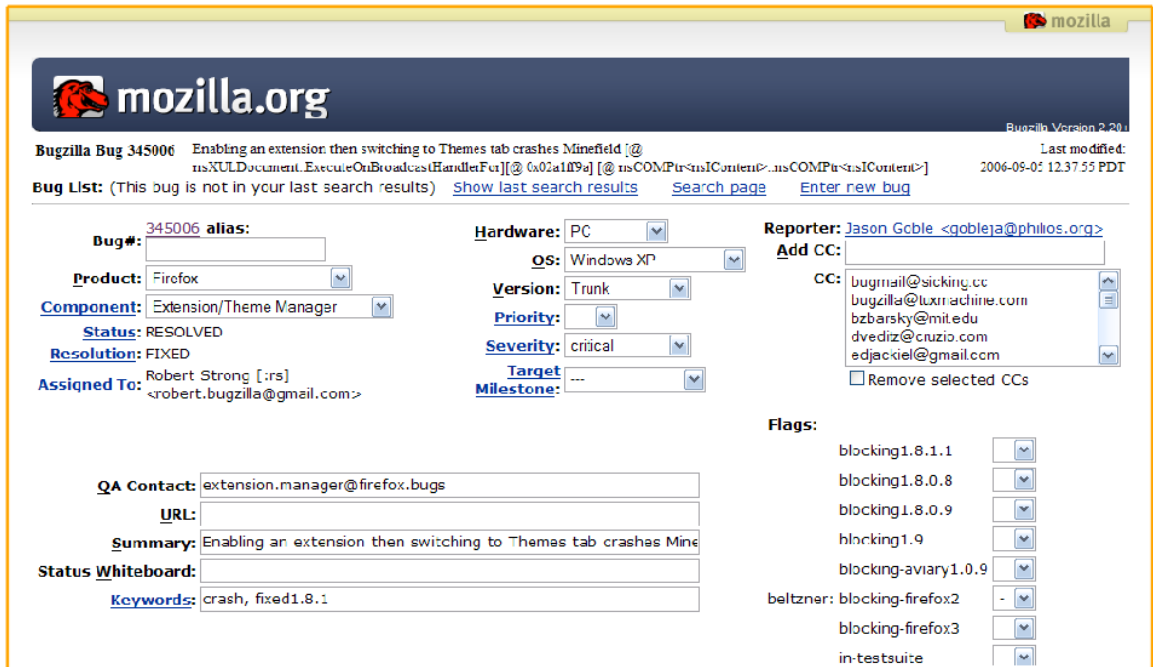 mozilla
mozilla.org
Bugzilla Version 2.20
Bugzilla Bug 345006 Enabling an extension then switching to Themes tab crashes Minefield [@
nsXULDocument::ExecuteOnBroadcastHandlerFor][@ 0x02a1ff9a] [@ nsCOMPtr<nsIContent>::nsCOMPtr<nsIContent>]
Last modified:
2006-09-05 12:37:55 PDT
Bug List: (This bug is not in your last search results) Show last search results Search page Enter new bug
Bug#: 345006 alias:
Product: Firefox
Component: Extension/Theme Manager
Status: RESOLVED
Resolution: FIXED
Assigned To: Robert Strong [:rs]
<robert.bugzilla@gmail.com>
Hardware: PC
OS: Windows XP
Version: Trunk
Priority:
Severity: critical
Target
Milestone: ---
Reporter: Jason Goble <gobleja@philios.org>
Add CC:
CC: bugmail@sicking.cc
bugzilla@tuxmachine.com
bzbarsky@mit.edu
dveditz@cruzio.com
edjackiel@gmail.com
Remove selected CCs
QA Contact: extension.manager@firefox.bugs
URL:
Summary: Enabling an extension then switching to Themes tab crashes Mine
Status Whiteboard:
Keywords: crash, fixed1.8.1
Flags:
blocking1.8.1.1
blocking1.8.0.8
blocking1.8.0.9
blocking1.9
blocking-aviary1.0.9
beltzner: blocking-firefox2 -
blocking-firefox3
in-testsuite